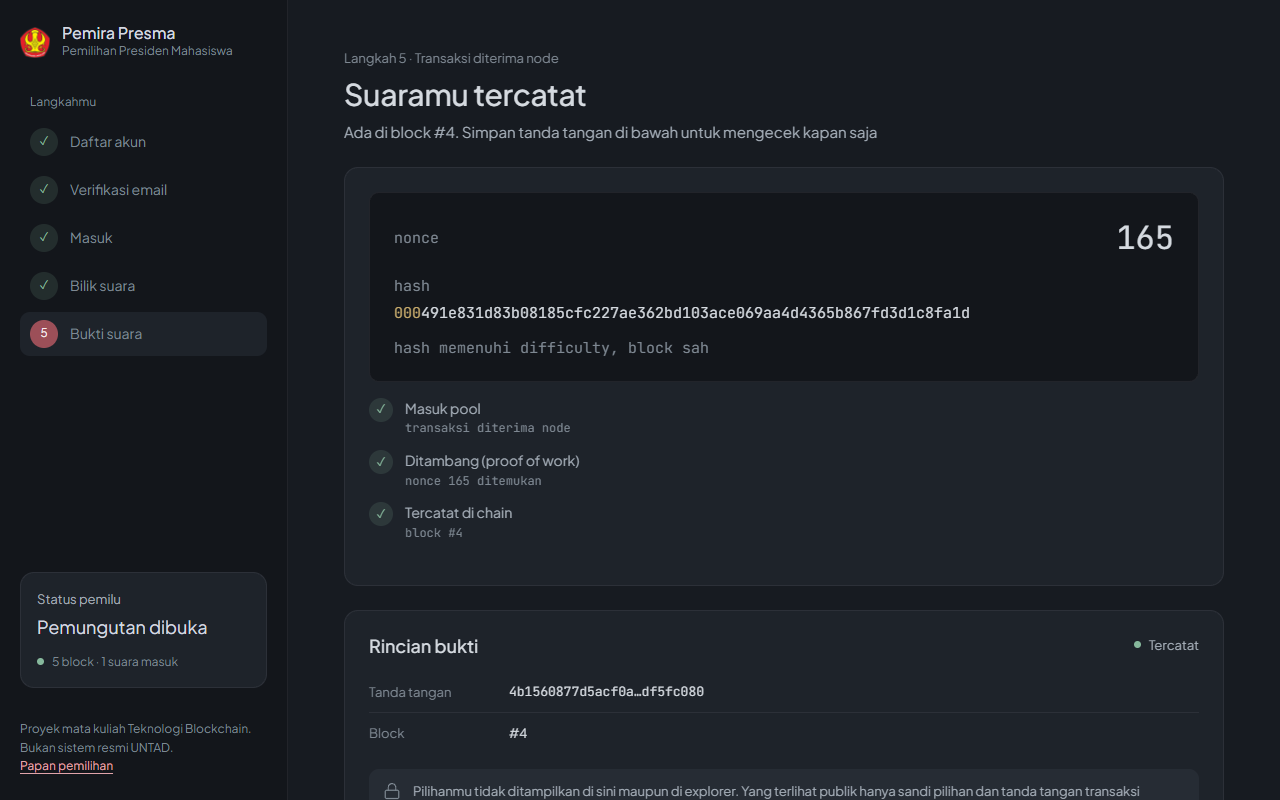 Pemira Presma
Pemilihan Presiden Mahasiswa
Langkahmu
✓ Daftar akun
✓ Verifikasi email
✓ Masuk
✓ Bilik suara
5 Bukti suara
Status pemilu
Pemungutan dibuka
5 block · 1 suara masuk
Proyek mata kuliah Teknologi Blockchain.
Bukan sistem resmi UNTAD.
Papan pemilihan
Langkah 5 · Transaksi diterima node
Suaramu tercatat
Ada di block #4. Simpan tanda tangan di bawah untuk mengecek kapan saja
nonce 165
hash
000491e831d83b08185cfc227ae362bd103ace069aa4d4365b867fd3d1c8fa1d
hash memenuhi difficulty, block sah
✓ Masuk pool
transaksi diterima node
✓ Ditambang (proof of work)
nonce 165 ditemukan
✓ Tercatat di chain
block #4
Rincian bukti
Tercatat
Tanda tangan 4b1560877d5acf0a…df5fc080
Block #4
Pilihanmu tidak ditampilkan di sini maupun di explorer. Yang terlihat publik hanya sandi pilihan dan tanda tangan transaksi